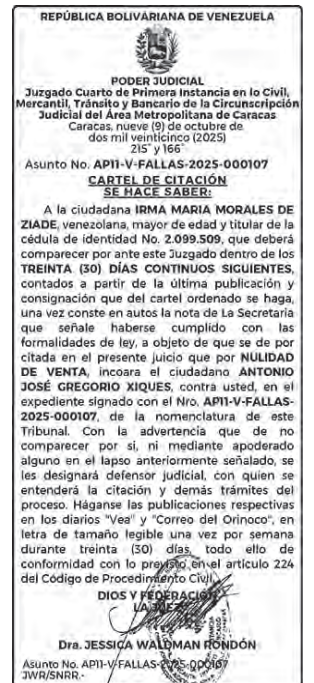 REPÚBLICA BOLIVARIANA DE VENEZUELA
PODER JUDICIAL
Juzgado Cuarto de Primera Instancia en lo Civil,
Mercantil, Tránsito y Bancario de la Circunscripción
Judicial del Área Metropolitana de Caracas
Caracas, nueve (9) de octubre de
dos mil veinticinco (2025)
215° y 166°
Asunto No. AP11-V-FALLAS-2025-000107
CARTEL DE CITACIÓN
SE HACE SABER:
A la ciudadana IRMA MARIA MORALES DE
ZIADE, venezolana, mayor de edad y titular de la
cédula de identidad No. 2.099.509, que deberá
comparecer por ante este Juzgado dentro de los
TREINTA (30) DÍAS CONTINUOS SIGUIENTES,
contados a partir de la última publicación y
consignación que del cartel ordenado se haga,
una vez conste en autos la nota de La Secretaria
que señale haberse cumplido con las
formalidades de ley, a objeto de que se de por
citada en el presente juicio que por NULIDAD
DE VENTA, incoara el ciudadano ANTONIO
JOSÉ GREGORIO XIQUES, contra usted, en el
expediente signado con el Nro. AP11-V-FALLAS-
2025-000107, de la nomenclatura de este
Tribunal. Con la advertencia que de no
comparecer por si, ni mediante apoderado
alguno en el lapso anteriormente señalado, se
les designará defensor judicial, con quien se
entenderá la citación y demás trámites del
proceso. Háganse las publicaciones respectivas
en los diarios "Vea" y "Correo del Orinoco", en
letra de tamaño legible una vez por semana
durante treinta (30) días, todo ello de
conformidad con lo previsto en el articulo 224
del Código de Procedimiento Civil.
DIOS Y FEDERACIÓN
LA JUEZ
Dra. JESSICA WALDMAN RONDÓN
Asunto No. AP11-V-FALLAS-2025-000107
JWR/SNRR.-